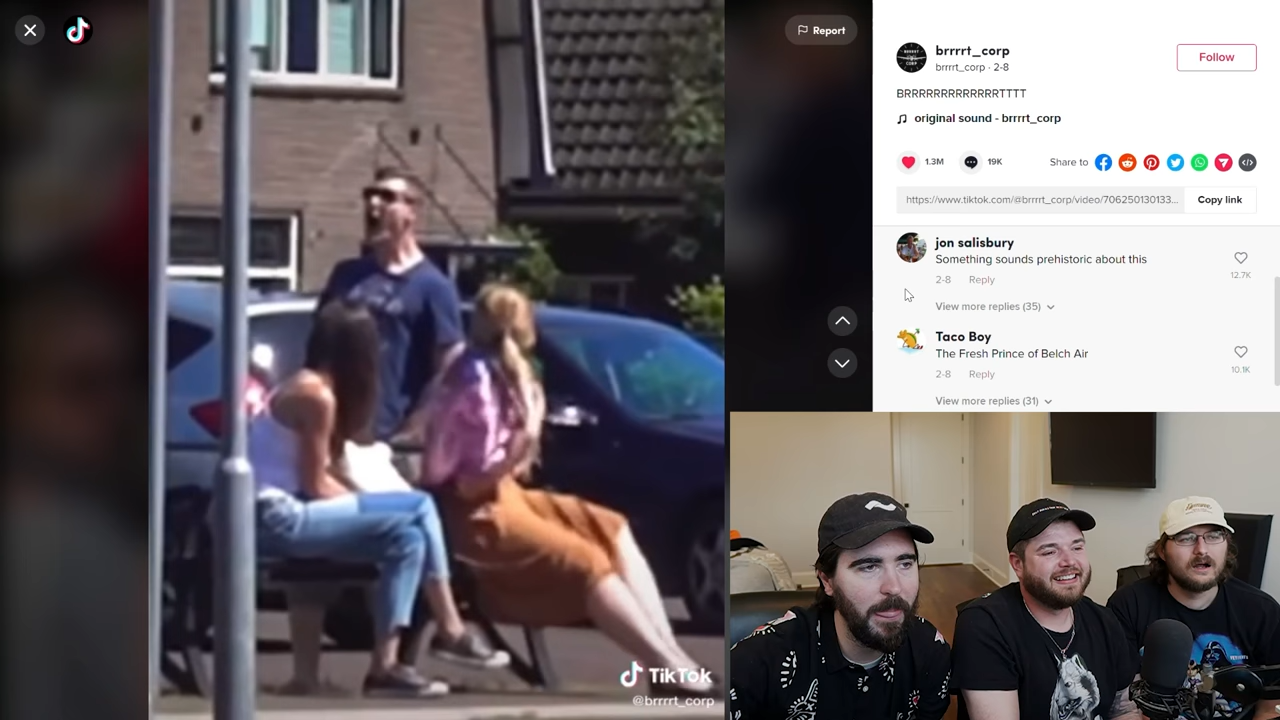 Report
TikTok
@brrrrt_corp
brrrrt_corp
brrrrt_corp · 2-8
Follow
BRRRRRRRRRRRRRTTTT
original sound - brrrrt_corp
1.3M
19K
Share to
https://www.tiktok.com/@brrrrt_corp/video/706250130133...
Copy link
jon salisbury
Something sounds prehistoric about this
12.7K
2-8 Reply
View more replies (35)
Taco Boy
The Fresh Prince of Belch Air
10.1K
2-8 Reply
View more replies (31)